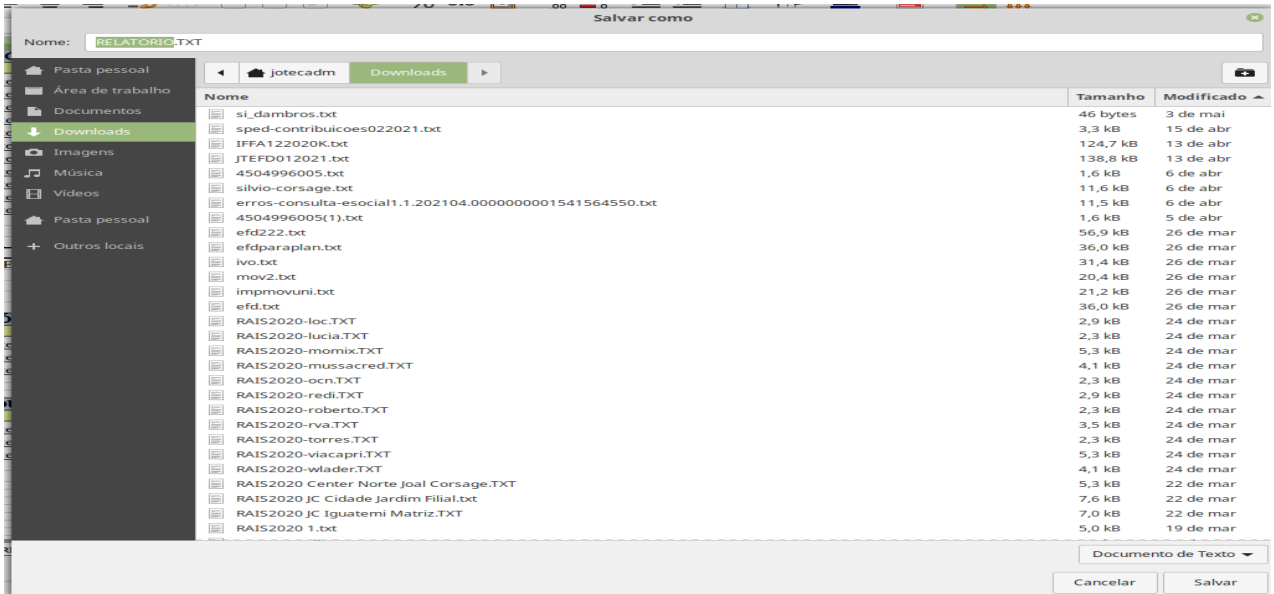 Salvar como
Nome: RELATORIO.TXT
Pasta pessoal
Área de trabalho
Documentos
Downloads
Imagens
Música
Vídeos
Pasta pessoal
Outros locais
jotecadm Downloads
Nome Tamanho Modificado
si_dambros.txt 46 bytes 3 de mai
sped-contribuicoes022021.txt 3,3 kB 15 de abr
IFFA122020K.txt 124,7 kB 13 de abr
JTEFD012021.txt 138,8 kB 13 de abr
4504996005.txt 1,6 kB 6 de abr
silvio-corsage.txt 11,6 kB 6 de abr
erros-consulta-esocial1.1.202104.0000000001541564550.txt 11,5 kB 6 de abr
4504996005(1).txt 1,6 kB 5 de abr
efd222.txt 56,9 kB 26 de mar
efdparaplan.txt 36,0 kB 26 de mar
ivo.txt 31,4 kB 26 de mar
mov2.txt 20,4 kB 26 de mar
impmovuni.txt 21,2 kB 26 de mar
efd.txt 36,0 kB 26 de mar
RAIS2020-loc.TXT 2,9 kB 24 de mar
RAIS2020-lucia.TXT 2,3 kB 24 de mar
RAIS2020-momix.TXT 5,3 kB 24 de mar
RAIS2020-mussacred.TXT 4,1 kB 24 de mar
RAIS2020-ocn.TXT 2,3 kB 24 de mar
RAIS2020-redi.TXT 2,9 kB 24 de mar
RAIS2020-roberto.TXT 2,3 kB 24 de mar
RAIS2020-rva.TXT 3,5 kB 24 de mar
RAIS2020-torres.TXT 2,3 kB 24 de mar
RAIS2020-viacapri.TXT 5,3 kB 24 de mar
RAIS2020-wlader.TXT 4,1 kB 24 de mar
RAIS2020 Center Norte Joal Corsage.TXT 5,3 kB 22 de mar
RAIS2020 JC Cidade Jardim Filial.txt 7,6 kB 22 de mar
RAIS2020 JC Iguatemi Matriz.TXT 7,0 kB 22 de mar
RAIS2020 1.txt 5,0 kB 19 de mar
Documento de Texto
Cancelar Salvar